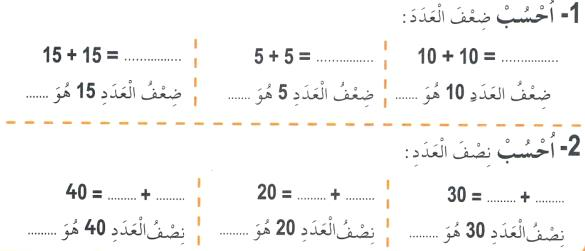 1- اُحْسُبْ ضِعْفَ الْعَدَدَ:
10 + 10 = .............. 5 + 5 = .............. 15 + 15 = ..............
ضِعْفُ العَدَدِ 10 هُوَ ....... ضِعْفُ الْعَدَدِ 5 هُوَ ....... ضِعْفُ الْعَدَدِ 15 هُوَ .......
2- اُحْسُبْ نِصْفَ الْعَدَدِ:
30 = ........ + ........ 20 = ........ + ........ 40 = ........ + ........
نِصْفُ الْعَدَدِ 30 هُوَ ......... نِصْفُ الْعَدَدِ 20 هُوَ ......... نِصْفُ الْعَدَدِ 40 هُوَ .........